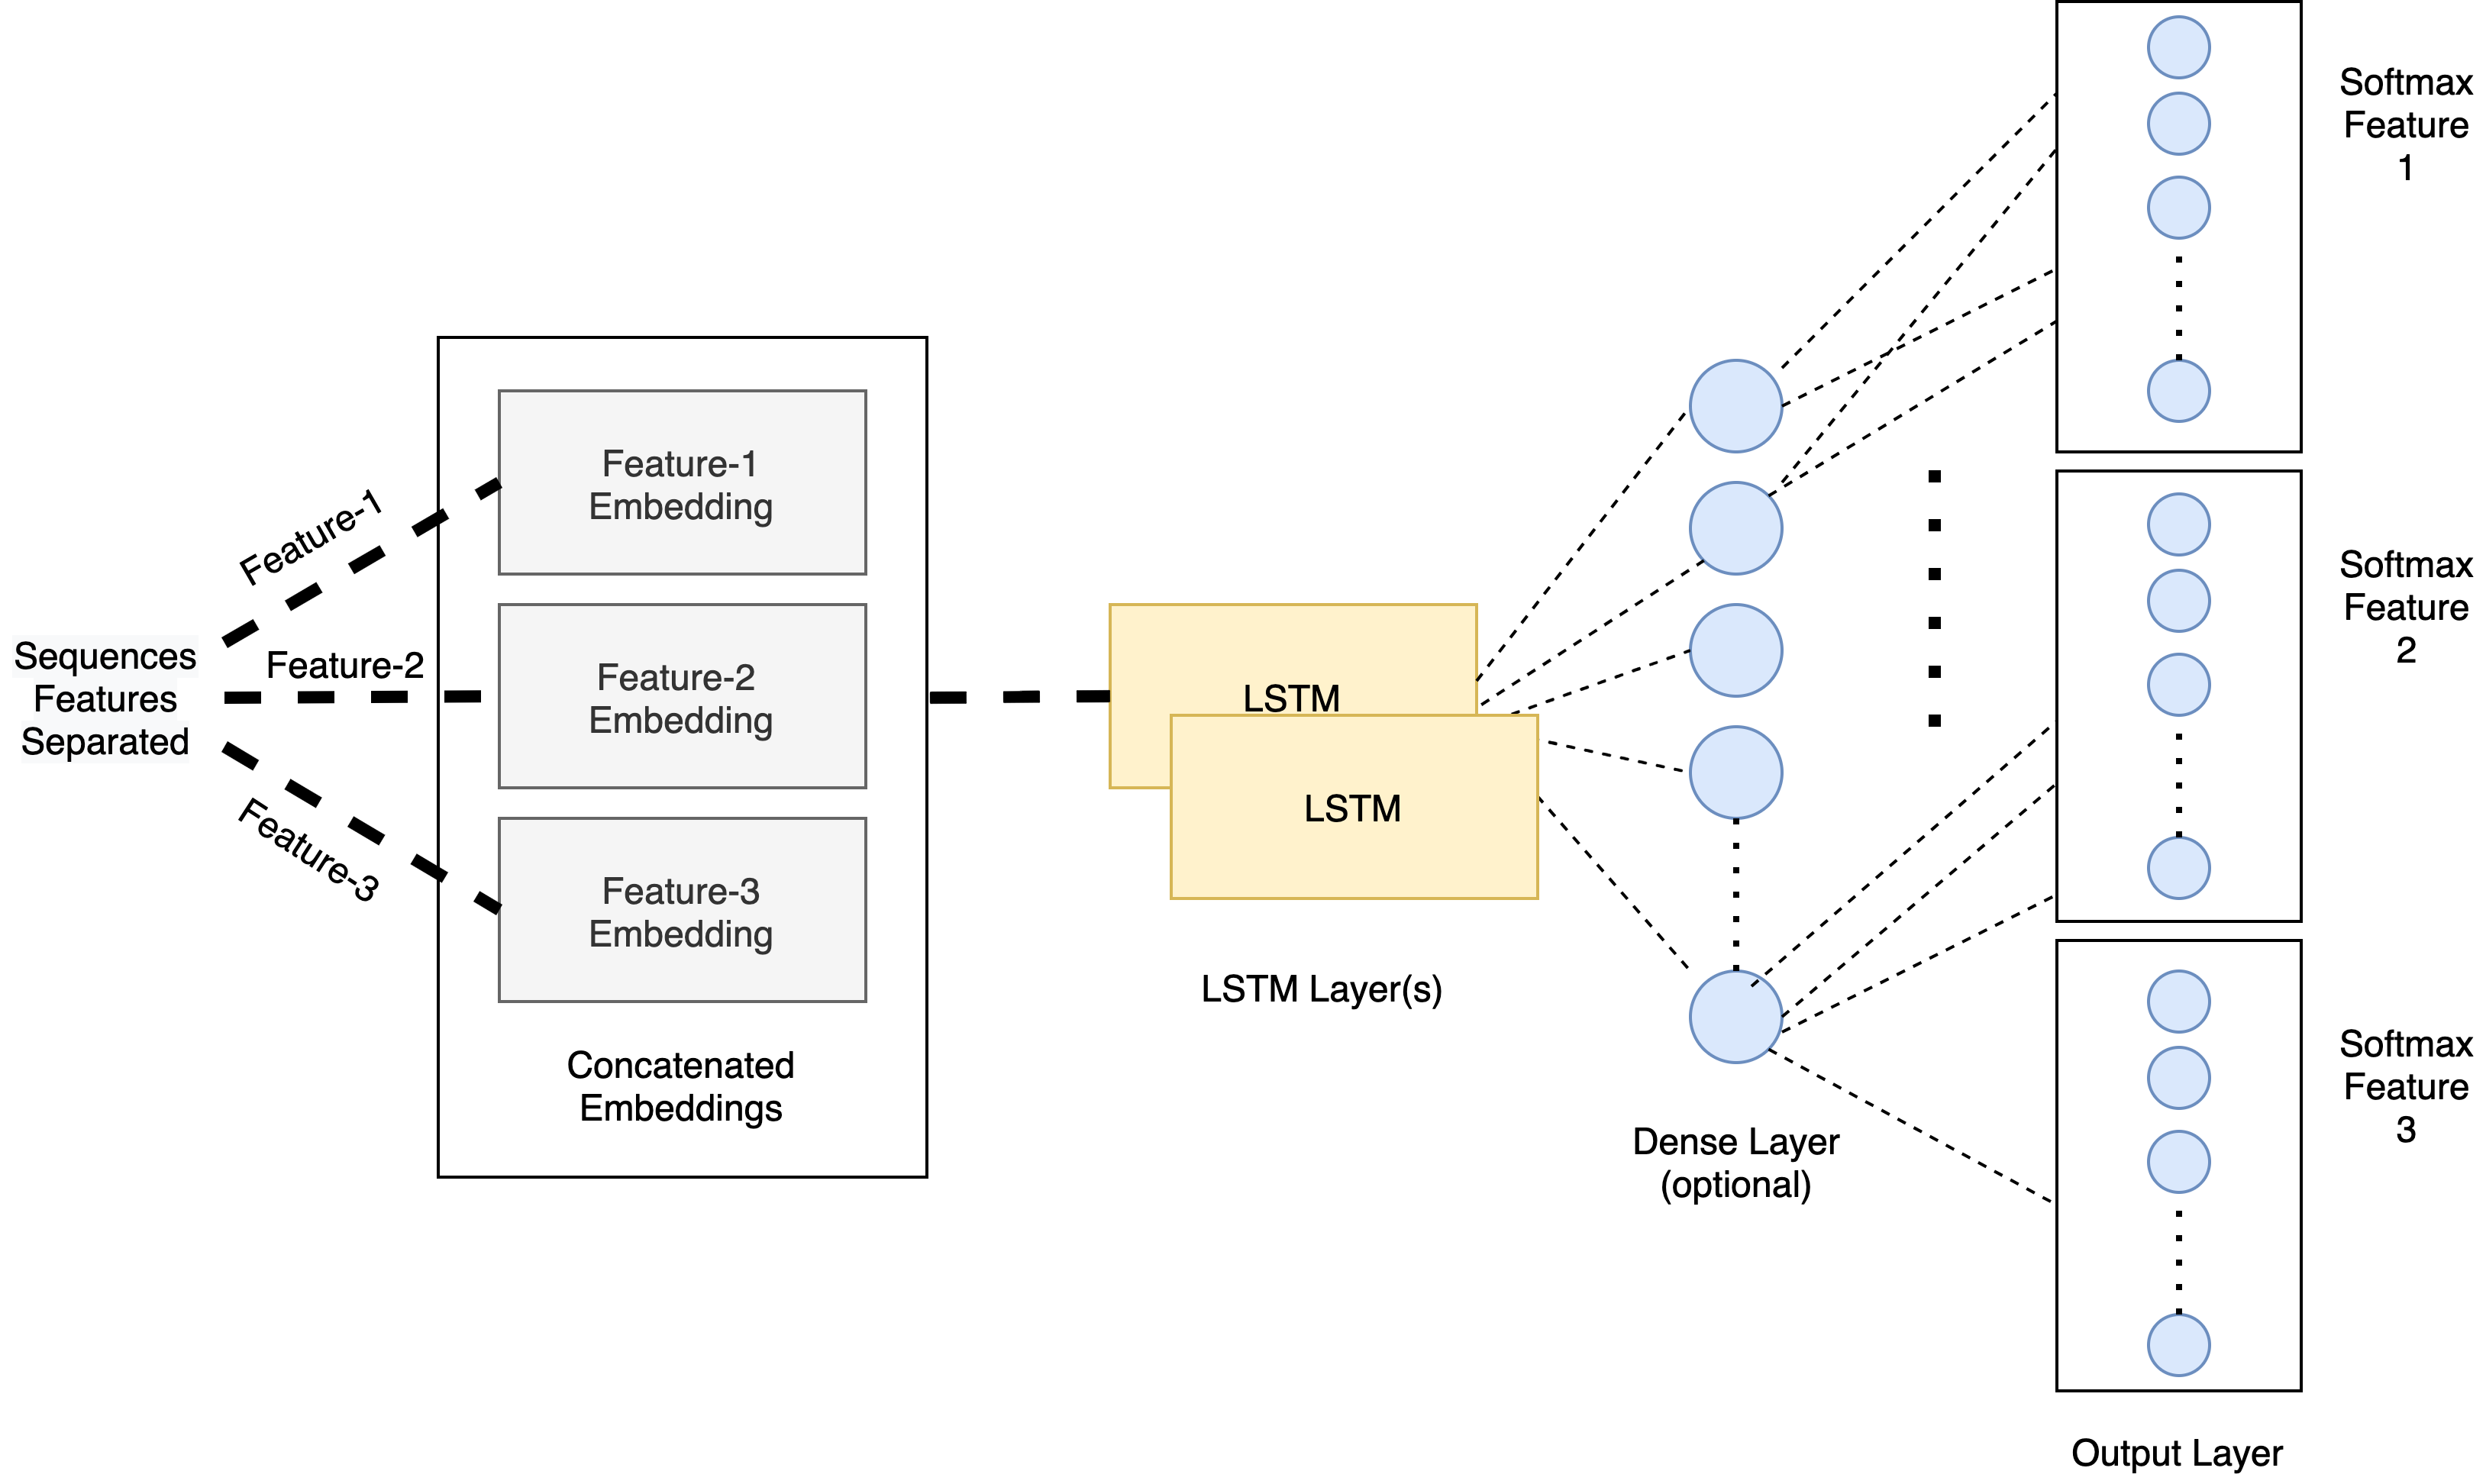 Sequences
Features
Separated
Feature-1
Feature-2
Feature-3
Feature-1
Embedding
Feature-2
Embedding
Feature-3
Embedding
Concatenated
Embeddings
LSTM
LSTM
LSTM Layer(s)
Dense Layer
(optional)
Softmax
Feature
1
Softmax
Feature
2
Softmax
Feature
3
Output Layer